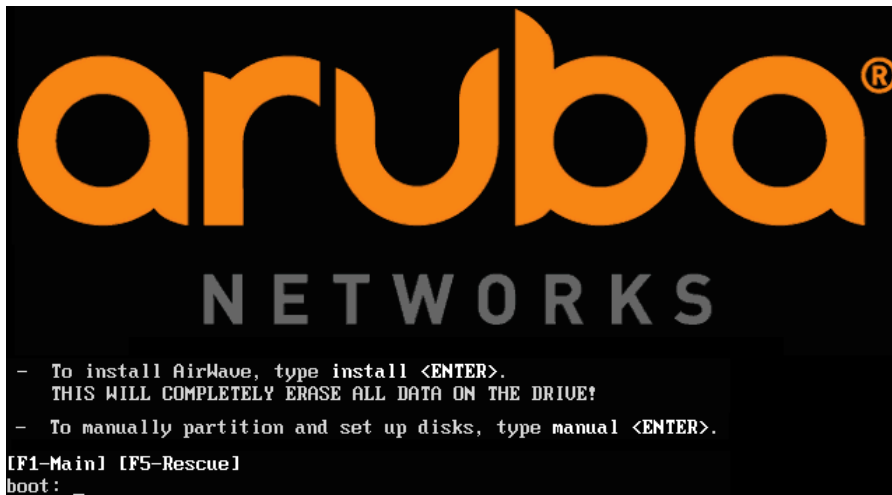 aruba®
NETWORKS
- To install AirWave, type install <ENTER>.
THIS WILL COMPLETELY ERASE ALL DATA ON THE DRIVE!
- To manually partition and set up disks, type manual <ENTER>.
[F1-Main] [F5-Rescue]
boot: _